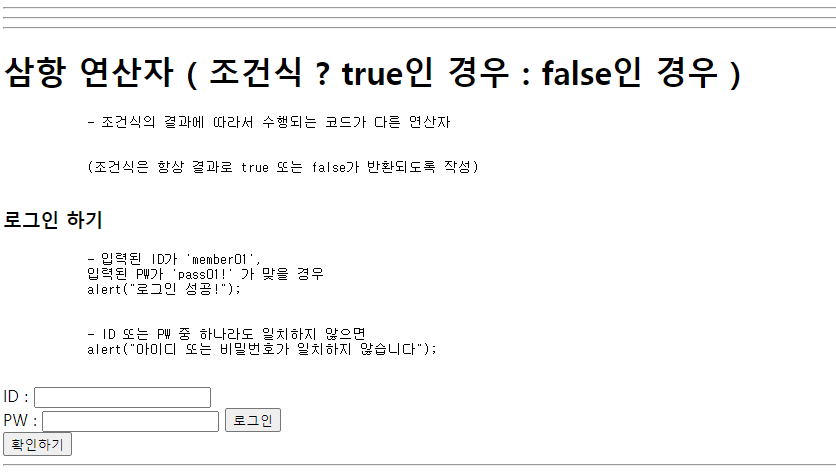 삼항 연산자 ( 조건식 ? true인 경우 : false인 경우 )
- 조건식의 결과에 따라서 수행되는 코드가 다른 연산자
(조건식은 항상 결과로 true 또는 false가 반환되도록 작성)
로그인 하기
- 입력된 ID가 'member01',
입력된 PW가 'pass01!' 가 맞을 경우
alert("로그인 성공!");
- ID 또는 PW 중 하나라도 일치하지 않으면
alert("아이디 또는 비밀번호가 일치하지 않습니다");
ID :
PW : 로그인
확인하기